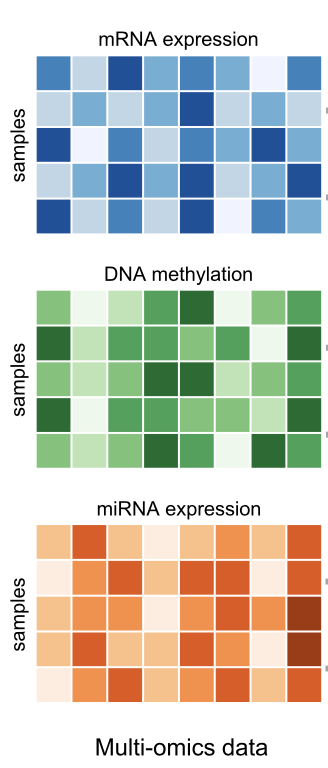 mRNA expression
samples
DNA methylation
samples
miRNA expression
samples
Multi-omics data